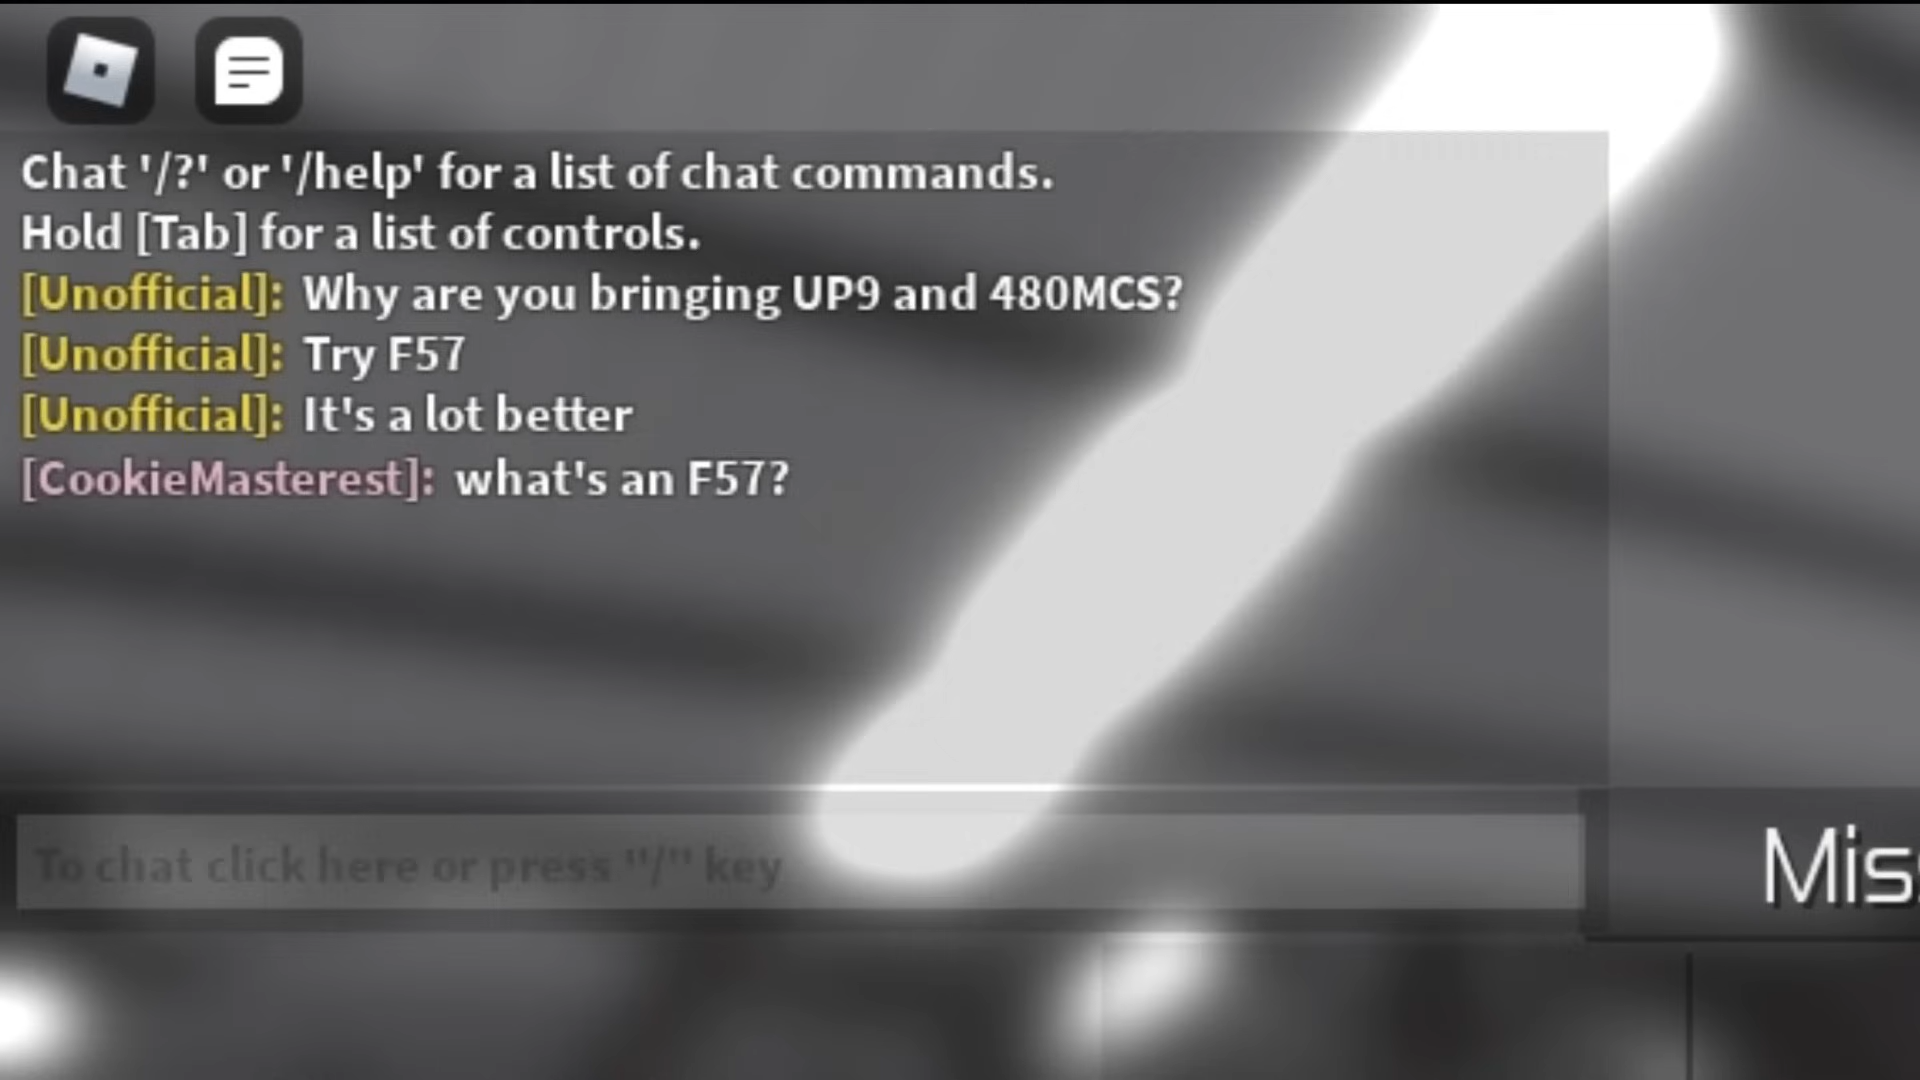 Chat '/?' or '/help' for a list of chat commands.
Hold [Tab] for a list of controls.
[Unofficial]: Why are you bringing UP9 and 480MCS?
[Unofficial]: Try F57
[Unofficial]: It's a lot better
[CookieMasterest]: what's an F57?
To chat click here or press "/" key